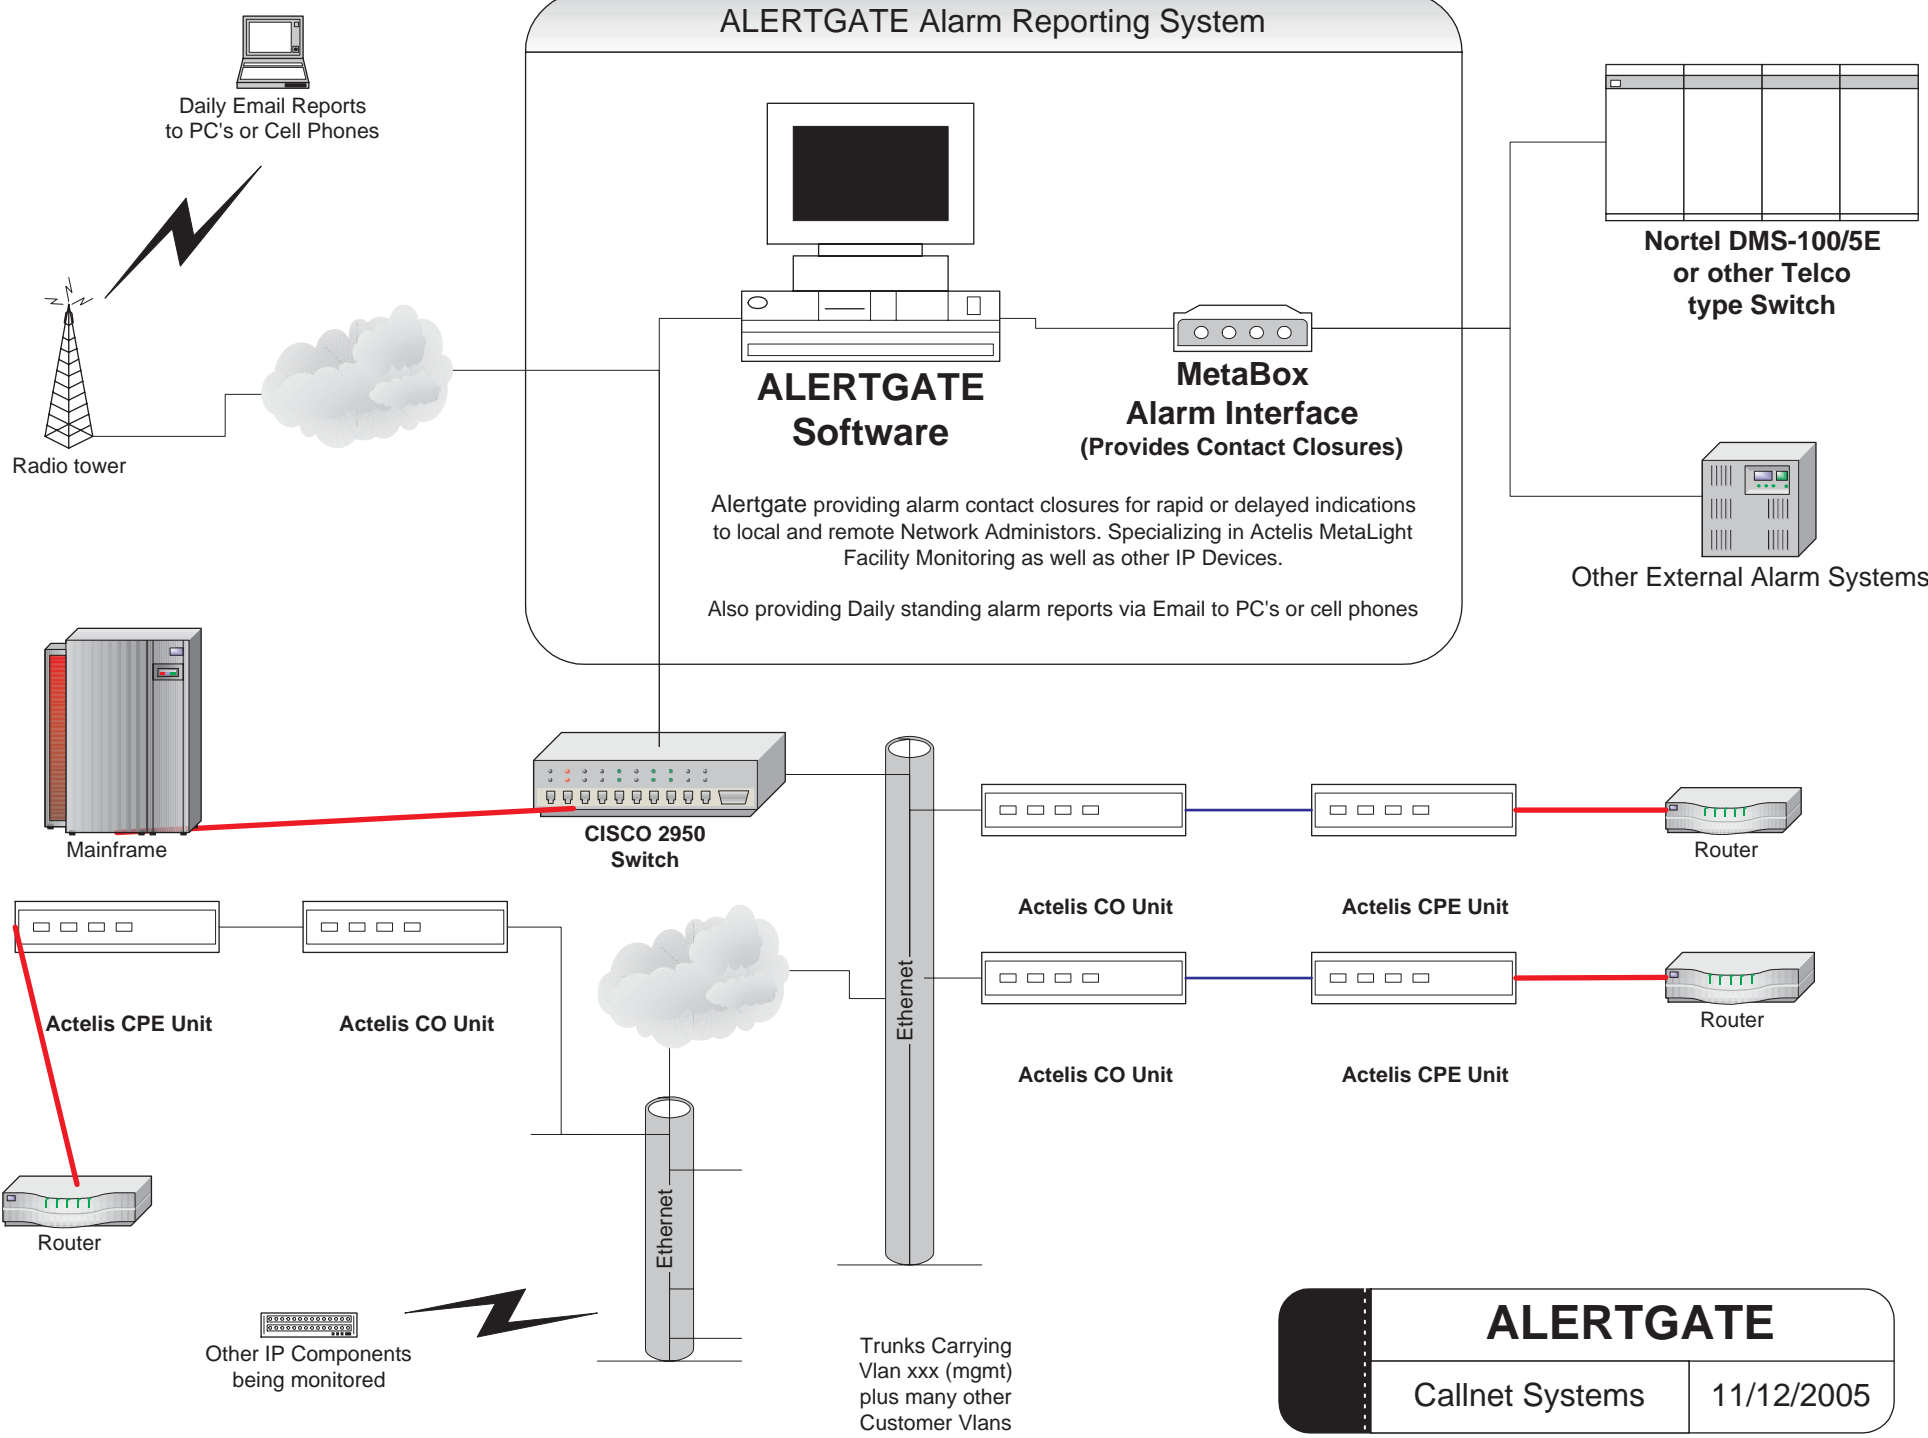 ALERTGATE Alarm Reporting System
Daily Email Reports
to PC's or Cell Phones
Radio tower
ALERTGATE
Software
MetaBox
Alarm Interface
(Provides Contact Closures)
Nortel DMS-100/5E
or other Telco
type Switch
Alertgate providing alarm contact closures for rapid or delayed indications
to local and remote Network Administors. Specializing in Actelis MetaLight
Facility Monitoring as well as other IP Devices.
Also providing Daily standing alarm reports via Email to PC's or cell phones
Other External Alarm Systems
Mainframe
CISCO 2950
Switch
Router
Actelis CO Unit
Actelis CPE Unit
Actelis CPE Unit
Actelis CO Unit
Ethernet
Router
Actelis CO Unit
Actelis CPE Unit
Router
Ethernet
Other IP Components
being monitored
Trunks Carrying
Vlan xxx (mgmt)
plus many other
Customer Vlans
ALERTGATE
Callnet Systems
11/12/2005